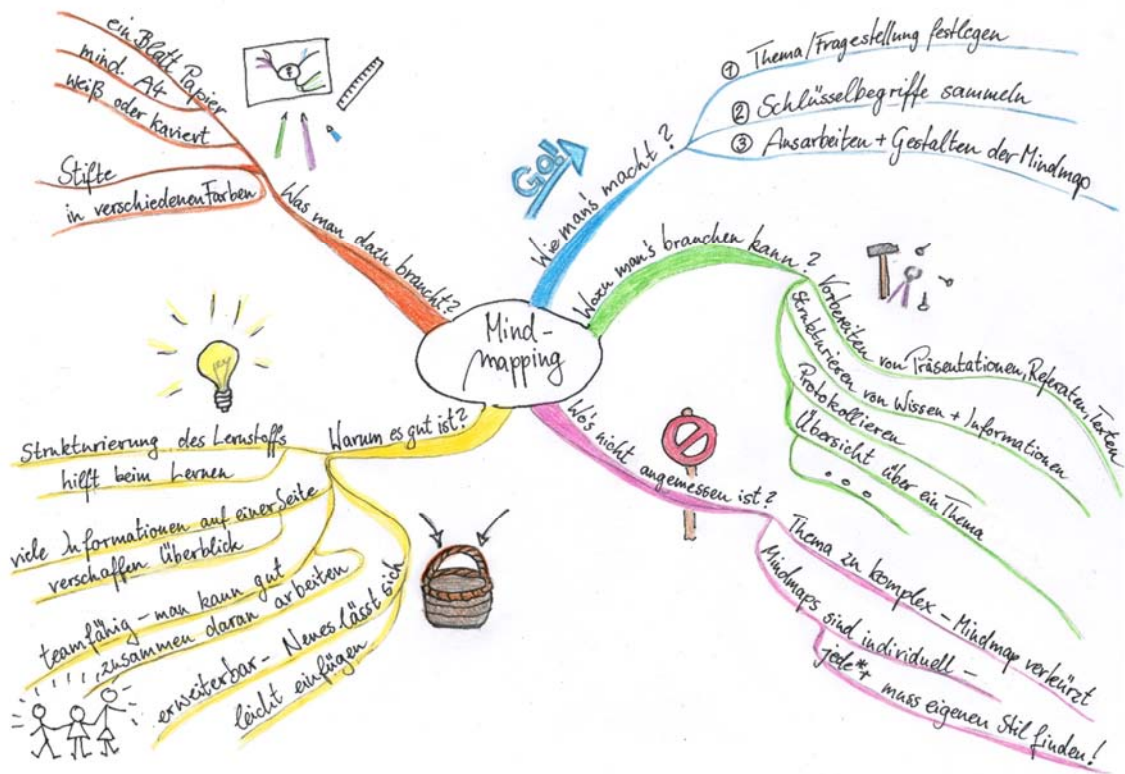 Mind-
mapping
Was man dazu braucht?
ein Blatt Papier
mind. A4
weiß oder kariert
Stifte
in verschiedenen Farben
Go!!
Wie man's macht?
① Thema/Fragestellung festlegen
② Schlüsselbegriffe sammeln
③ Ausarbeiten + Gestalten der Mindmap
Wozu man's brauchen kann?
Vorbereiten von Präsentationen, Referaten, Texten
Strukturieren von Wissen + Informationen
Protokollieren
Übersicht über ein Thema
...
Wo's nicht angemessen ist?
Thema zu komplex – Mindmap verkürzt
Mindmaps sind individuell –
jede*r muss eigenen Stil finden!
Warum es gut ist?
Strukturierung des Lernstoffs
hilft beim Lernen
viele Informationen auf einer Seite
verschaffen Überblick
teamfähig – man kann gut
zusammen daran arbeiten
erweiterbar – Neues lässt sich
leicht einfügen